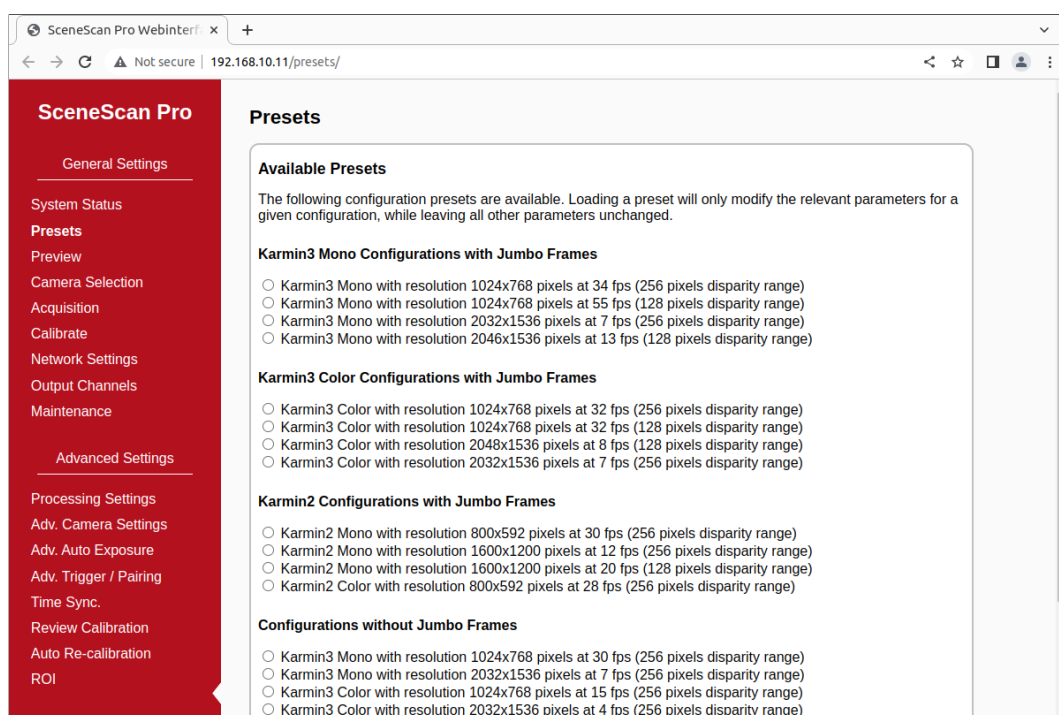 SceneScan Pro Webinterf
Not secure | 192.168.10.11/presets/
SceneScan Pro
General Settings
System Status
Presets
Preview
Camera Selection
Acquisition
Calibrate
Network Settings
Output Channels
Maintenance
Advanced Settings
Processing Settings
Adv. Camera Settings
Adv. Auto Exposure
Adv. Trigger / Pairing
Time Sync.
Review Calibration
Auto Re-calibration
ROI
Presets
Available Presets
The following configuration presets are available. Loading a preset will only modify the relevant parameters for a
given configuration, while leaving all other parameters unchanged.
Karmin3 Mono Configurations with Jumbo Frames
Karmin3 Mono with resolution 1024x768 pixels at 34 fps (256 pixels disparity range)
Karmin3 Mono with resolution 1024x768 pixels at 55 fps (128 pixels disparity range)
Karmin3 Mono with resolution 2032x1536 pixels at 7 fps (256 pixels disparity range)
Karmin3 Mono with resolution 2046x1536 pixels at 13 fps (128 pixels disparity range)
Karmin3 Color Configurations with Jumbo Frames
Karmin3 Color with resolution 1024x768 pixels at 32 fps (256 pixels disparity range)
Karmin3 Color with resolution 1024x768 pixels at 32 fps (128 pixels disparity range)
Karmin3 Color with resolution 2048x1536 pixels at 8 fps (128 pixels disparity range)
Karmin3 Color with resolution 2032x1536 pixels at 7 fps (256 pixels disparity range)
Karmin2 Configurations with Jumbo Frames
Karmin2 Mono with resolution 800x592 pixels at 30 fps (256 pixels disparity range)
Karmin2 Mono with resolution 1600x1200 pixels at 12 fps (256 pixels disparity range)
Karmin2 Mono with resolution 1600x1200 pixels at 20 fps (128 pixels disparity range)
Karmin2 Color with resolution 800x592 pixels at 28 fps (256 pixels disparity range)
Configurations without Jumbo Frames
Karmin3 Mono with resolution 1024x768 pixels at 30 fps (256 pixels disparity range)
Karmin3 Mono with resolution 2032x1536 pixels at 7 fps (256 pixels disparity range)
Karmin3 Color with resolution 1024x768 pixels at 15 fps (256 pixels disparity range)
Karmin3 Color with resolution 2032x1536 pixels at 4 fps (256 pixels disparity range)